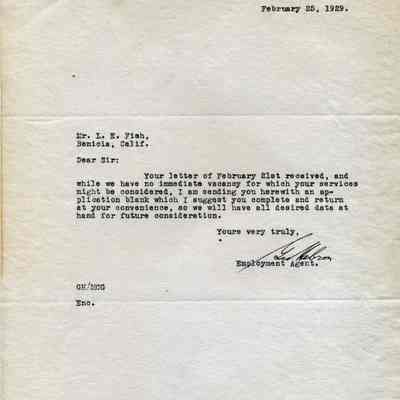 February 25, 1929.
Mr. L. E. Fish,
Benicia, Calif.
Dear Sir:
Your letter of February 21st received, and
while we have no immediate vacancy for which your services
might be considered, I am sending you herewith an ap-
plication blank which I suggest you complete and return
at your convenience, so we will have all desired data at
hand for future consideration.
Yours very truly,
Employment Agent.
Enc.